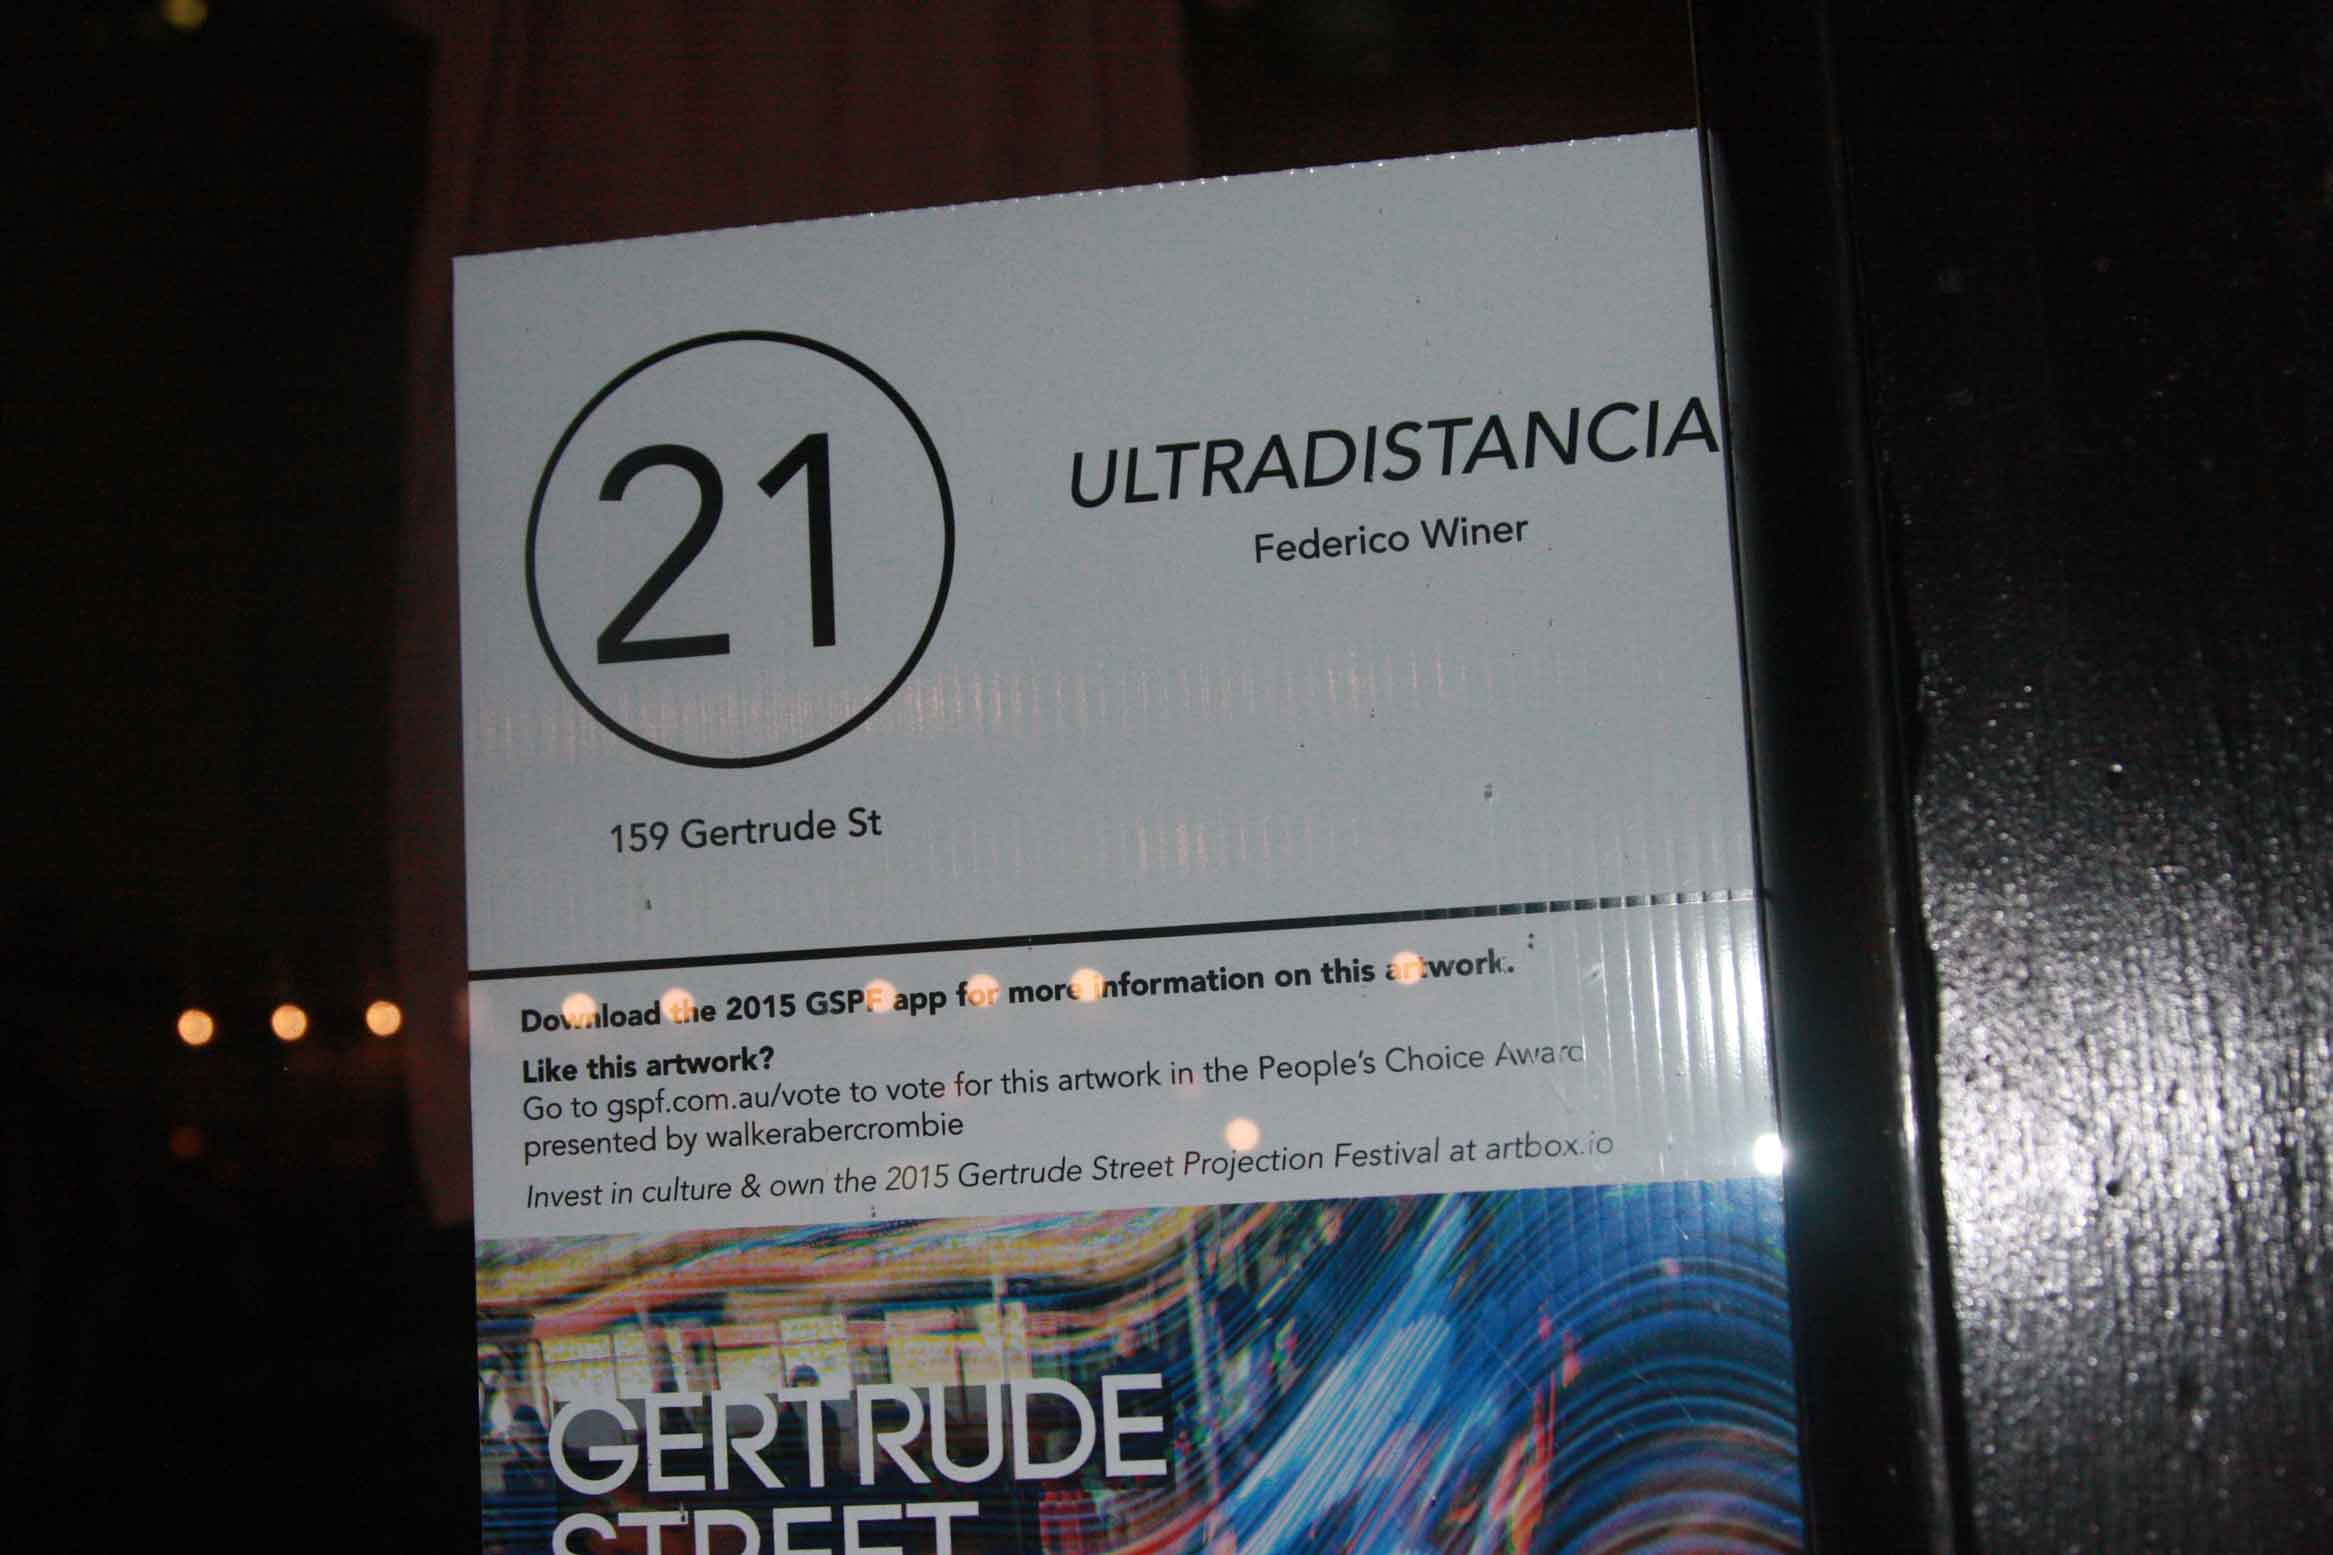 21
ULTRADISTANCIA
Federico Winer
159 Gertrude St
Download the 2015 GSPF app for more information on this artwork.
Like this artwork?
Go to gspf.com.au/vote to vote for this artwork in the People's Choice Award
presented by walkerabercrombie
Invest in culture & own the 2015 Gertrude Street Projection Festival at artbox.io
GERTRUDE
STREET